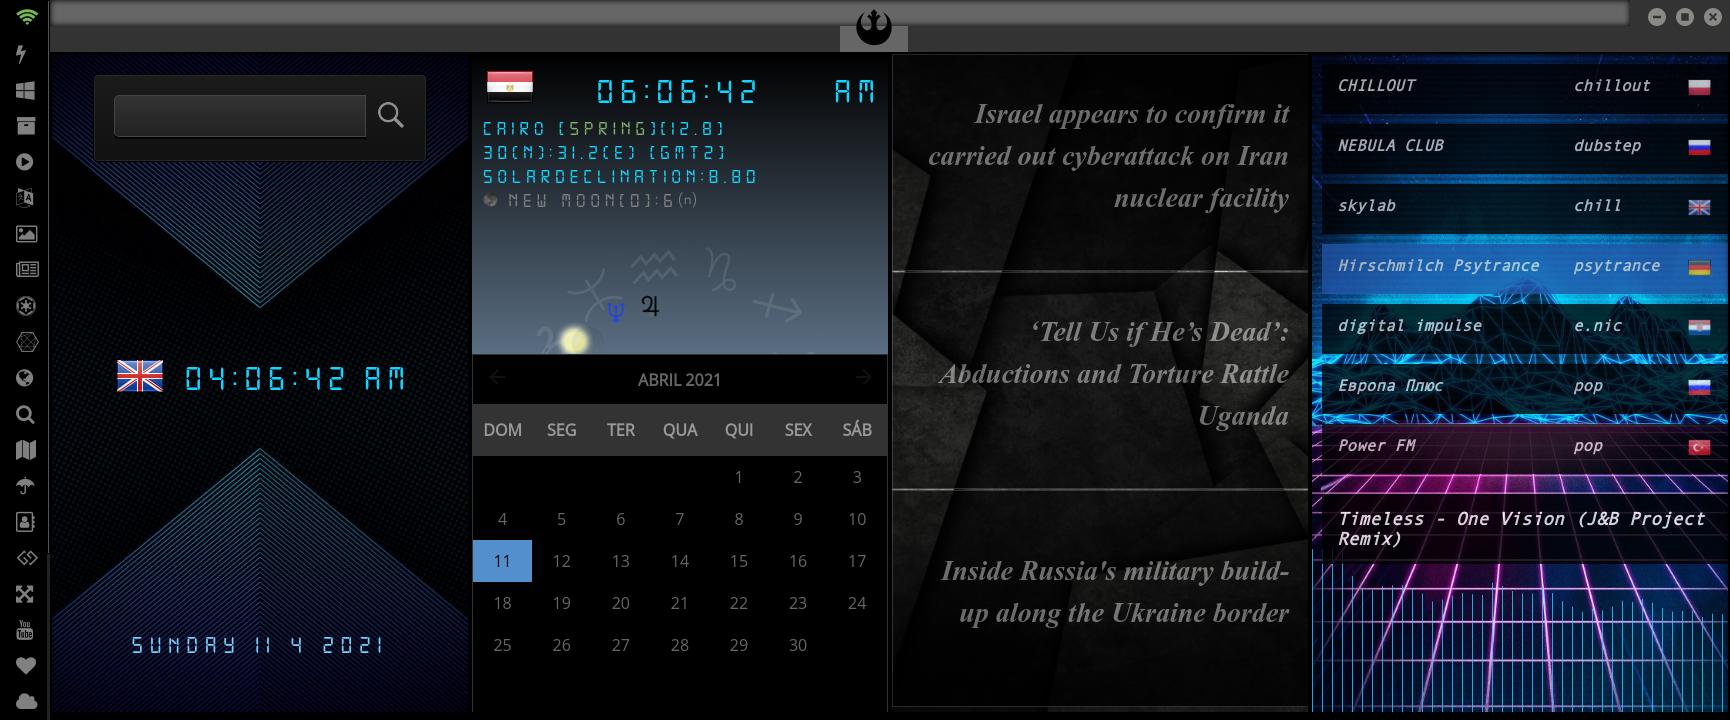 04:06:42 AM
SUNDAY 11 4 2021
06:06:42 AM
CAIRO (SPRING)(12.8)
30(N):31.2(E) (GMT2)
SOLARDECLINATION:8.80
NEW MOON(0):6(n)
ABRIL 2021
DOM SEG TER QUA QUI SEX SÁB
1 2 3
4 5 6 7 8 9 10
11 12 13 14 15 16 17
18 19 20 21 22 23 24
25 26 27 28 29 30
Israel appears to confirm it
carried out cyberattack on Iran
nuclear facility
‘Tell Us if He’s Dead’:
Abductions and Torture Rattle
Uganda
Inside Russia's military build-
up along the Ukraine border
CHILLOUT chillout
NEBULA CLUB dubstep
skylab chill
Hirschmilch Psytrance psytrance
digital impulse e.nic
Европа Плюс pop
Power FM pop
Timeless - One Vision (J&B Project
Remix)
You
Tube